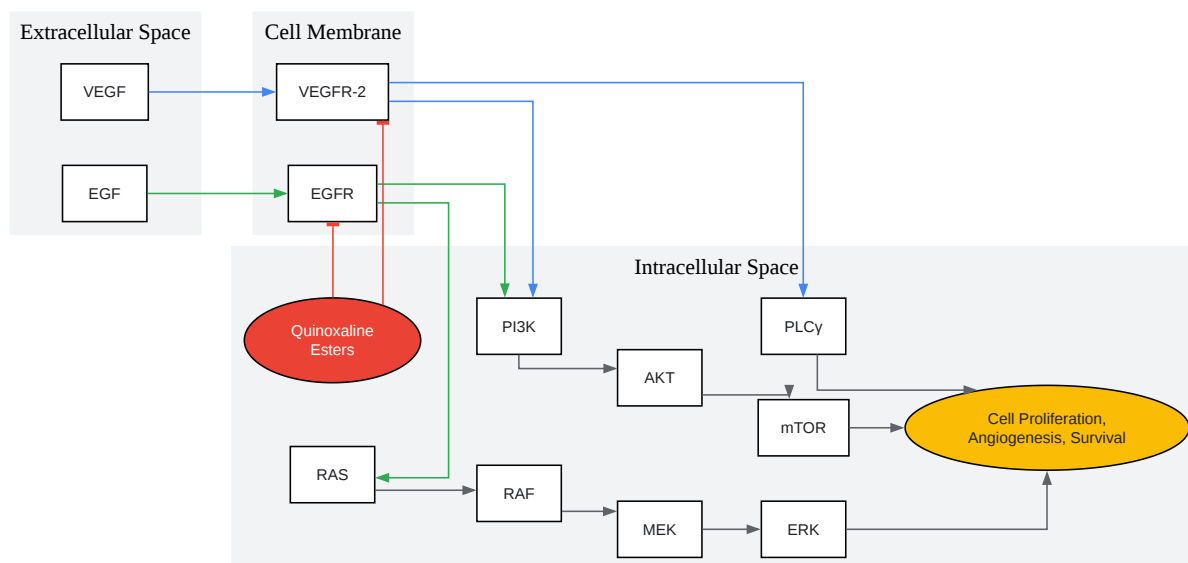 Extracellular Space
Cell Membrane
VEGF
VEGFR-2
EGF
EGFR
Intracellular Space
Quinoxaline
Esters
PI3K
PLCγ
AKT
mTOR
Cell Proliferation,
Angiogenesis, Survival
RAS
RAF
MEK
ERK